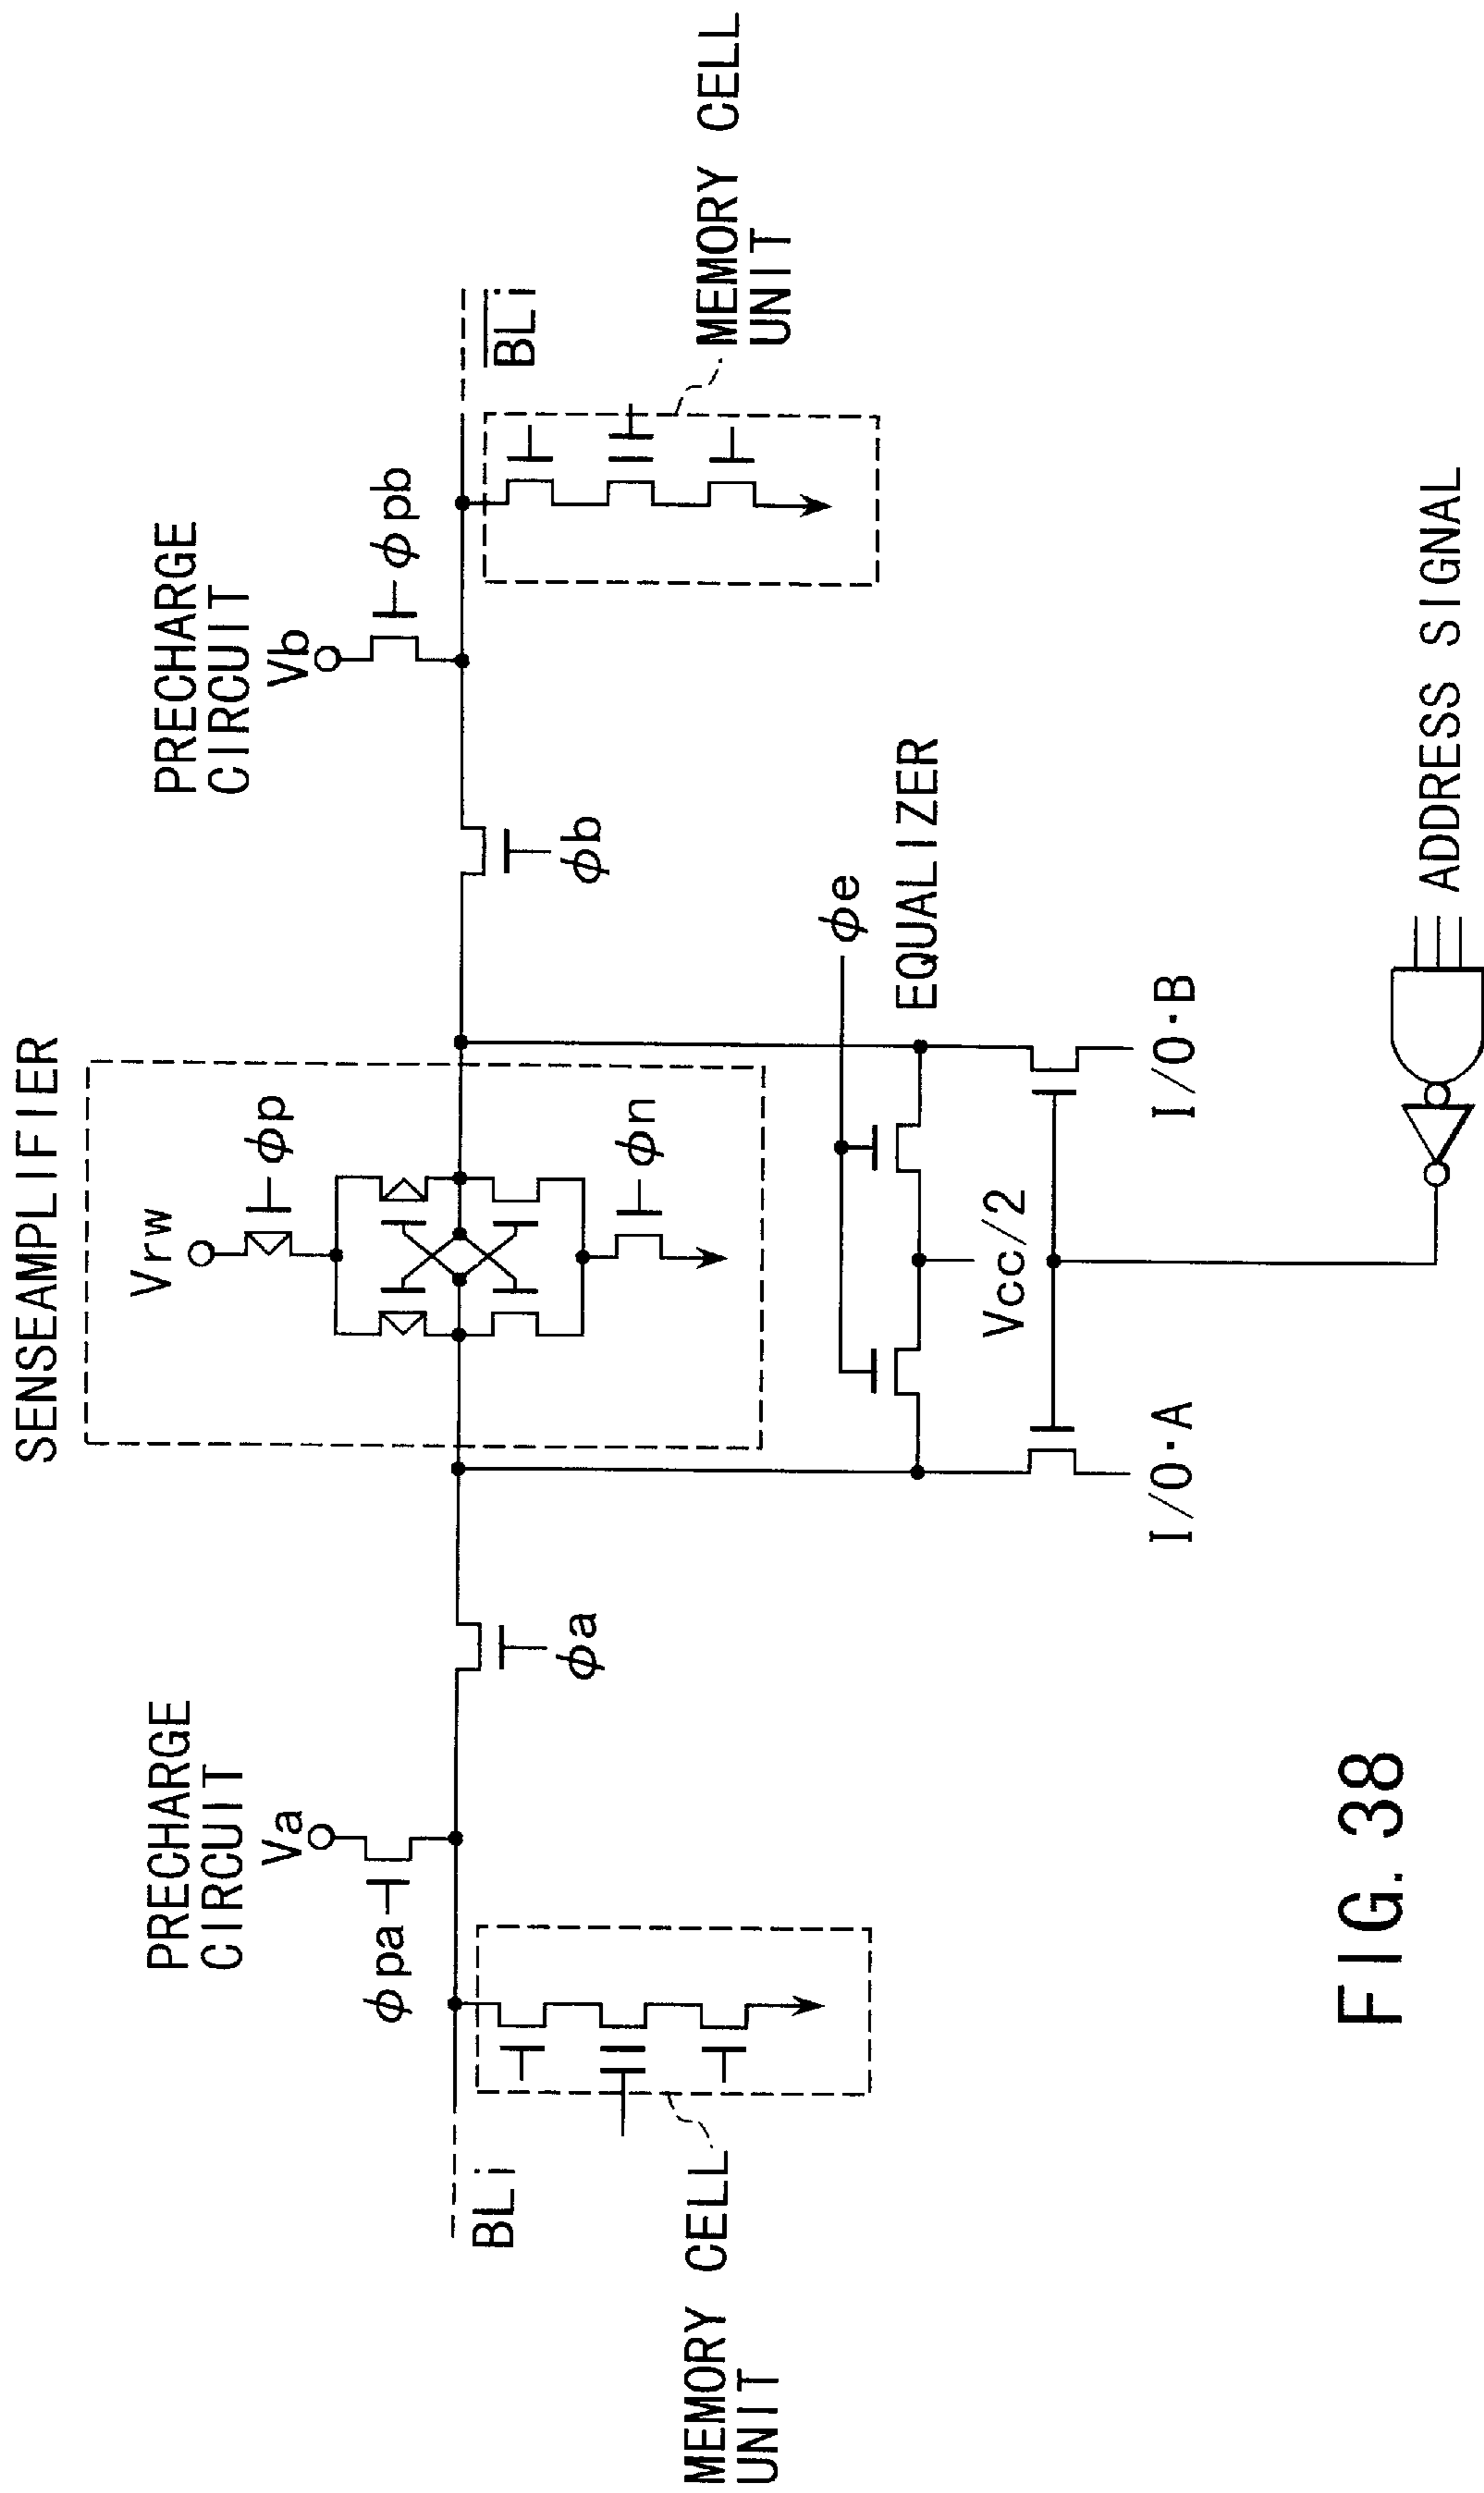 SENSEAMPLIFIER
PRECHARGE
CIRCUIT
Va
ϕpa
Vrw
ϕp
PRECHARGE
CIRCUIT
Vb
ϕpb
BLi
BLi
MEMORY CELL
UNIT
ϕa
ϕn
ϕb
MEMORY CELL
UNIT
ϕe
EQUALIZER
Vcc/2
I/O·A
I/O·B
ADDRESS SIGNAL
FIG. 38